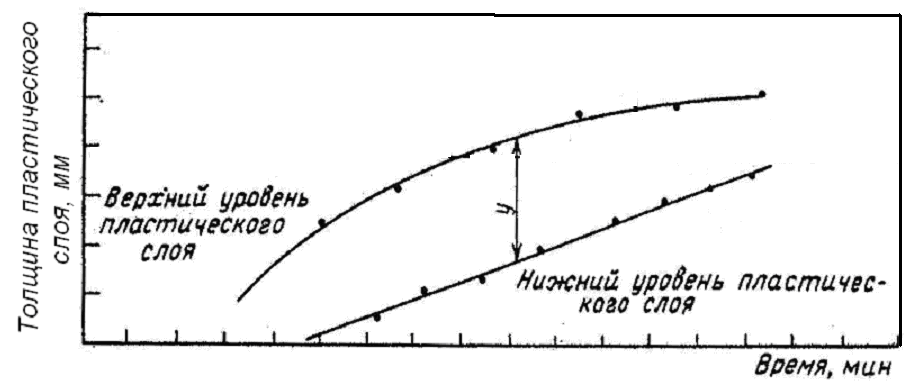 Толщина пластического
слоя, мм
Верхний уровень
пластического
слоя
y
Нижний уровень пластичес-
кого слоя
Время, мин